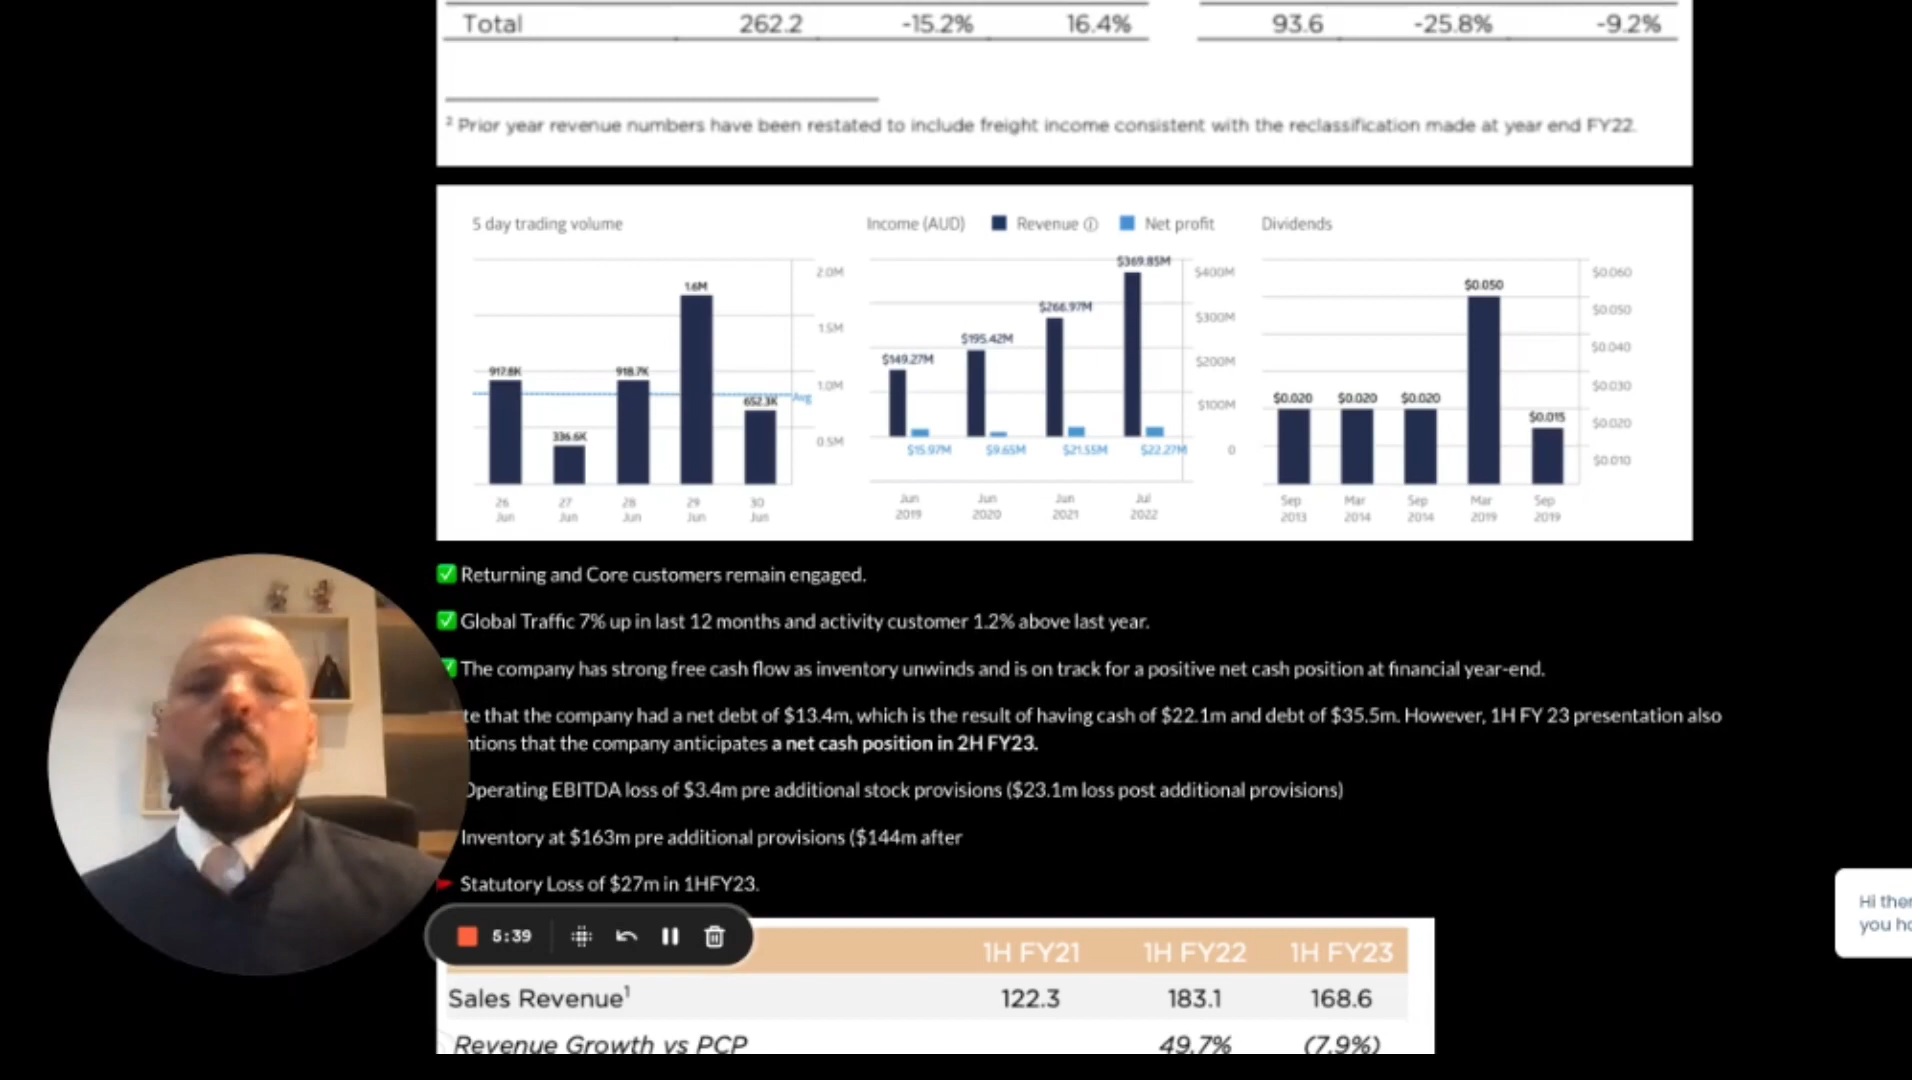 Total 262.2 -15.2% 16.4% 93.6 -25.8% -9.2%
2 Prior year revenue numbers have been restated to include freight income consistent with the reclassification made at year end FY22.
5 day trading volume
2.0M
1.5M
1.0M
0.5M
Avg
917.8K
336.6K
918.7K
1.6M
652.3K
26 Jun
27 Jun
28 Jun
29 Jun
30 Jun
Income (AUD) Revenue ⓘ Net profit
$400M
$300M
$200M
$100M
0
$149.27M
$195.42M
$266.97M
$369.85M
$15.97M
$9.65M
$21.55M
$22.27M
Jun 2019
Jun 2020
Jun 2021
Jul 2022
Dividends
$0.060
$0.050
$0.040
$0.030
$0.020
$0.010
$0.020
$0.020
$0.020
$0.050
$0.015
Sep 2013
Mar 2014
Sep 2014
Mar 2019
Sep 2019
✅ Returning and Core customers remain engaged.
✅ Global Traffic 7% up in last 12 months and activity customer 1.2% above last year.
✅ The company has strong free cash flow as inventory unwinds and is on track for a positive net cash position at financial year-end.
te that the company had a net debt of $13.4m, which is the result of having cash of $22.1m and debt of $35.5m. However, 1H FY 23 presentation also
ntions that the company anticipates a net cash position in 2H FY23.
Operating EBITDA loss of $3.4m pre additional stock provisions ($23.1m loss post additional provisions)
Inventory at $163m pre additional provisions ($144m after
Statutory Loss of $27m in 1HFY23.
5:39
1H FY21 1H FY22 1H FY23
Sales Revenue1 122.3 183.1 168.6
Revenue Growth vs PCP 49.7% (7.9%)
Hi ther
you ha